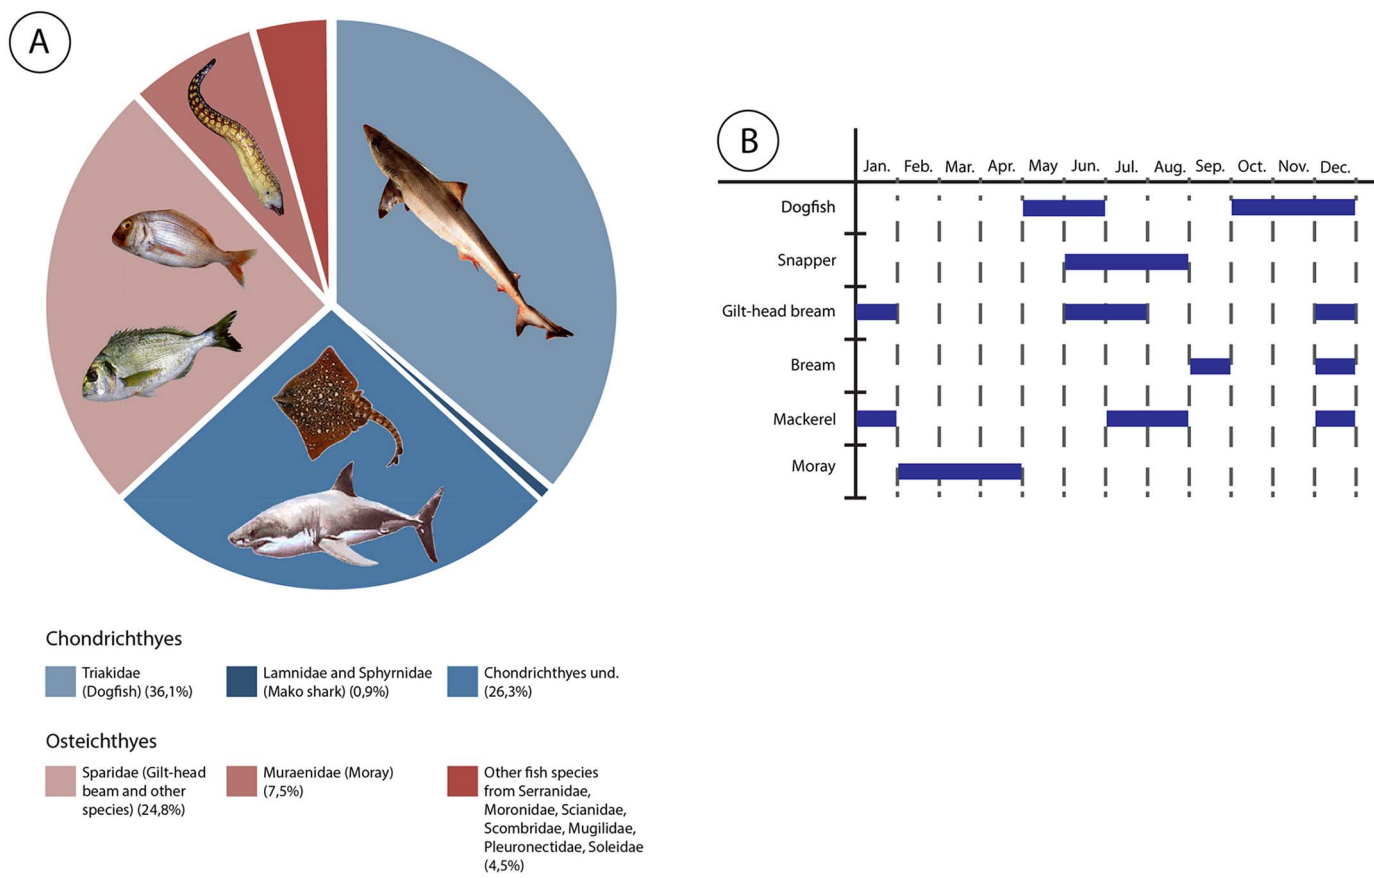 A
B
Jan. Feb. Mar. Apr. May Jun. Jul. Aug. Sep. Oct. Nov. Dec.
Dogfish
Snapper
Gilt-head bream
Bream
Mackerel
Moray
Chondrichthyes
Triakidae
(Dogfish) (36,1%)
Lamnidae and Sphyrnidae
(Mako shark) (0,9%)
Chondrichthyes und.
(26,3%)
Osteichthyes
Sparidae (Gilt-head
beam and other
species) (24,8%)
Muraenidae (Moray)
(7,5%)
Other fish species
from Serranidae,
Moronidae, Scianidae,
Scombridae, Mugilidae,
Pleuronectidae, Soleidae
(4,5%)